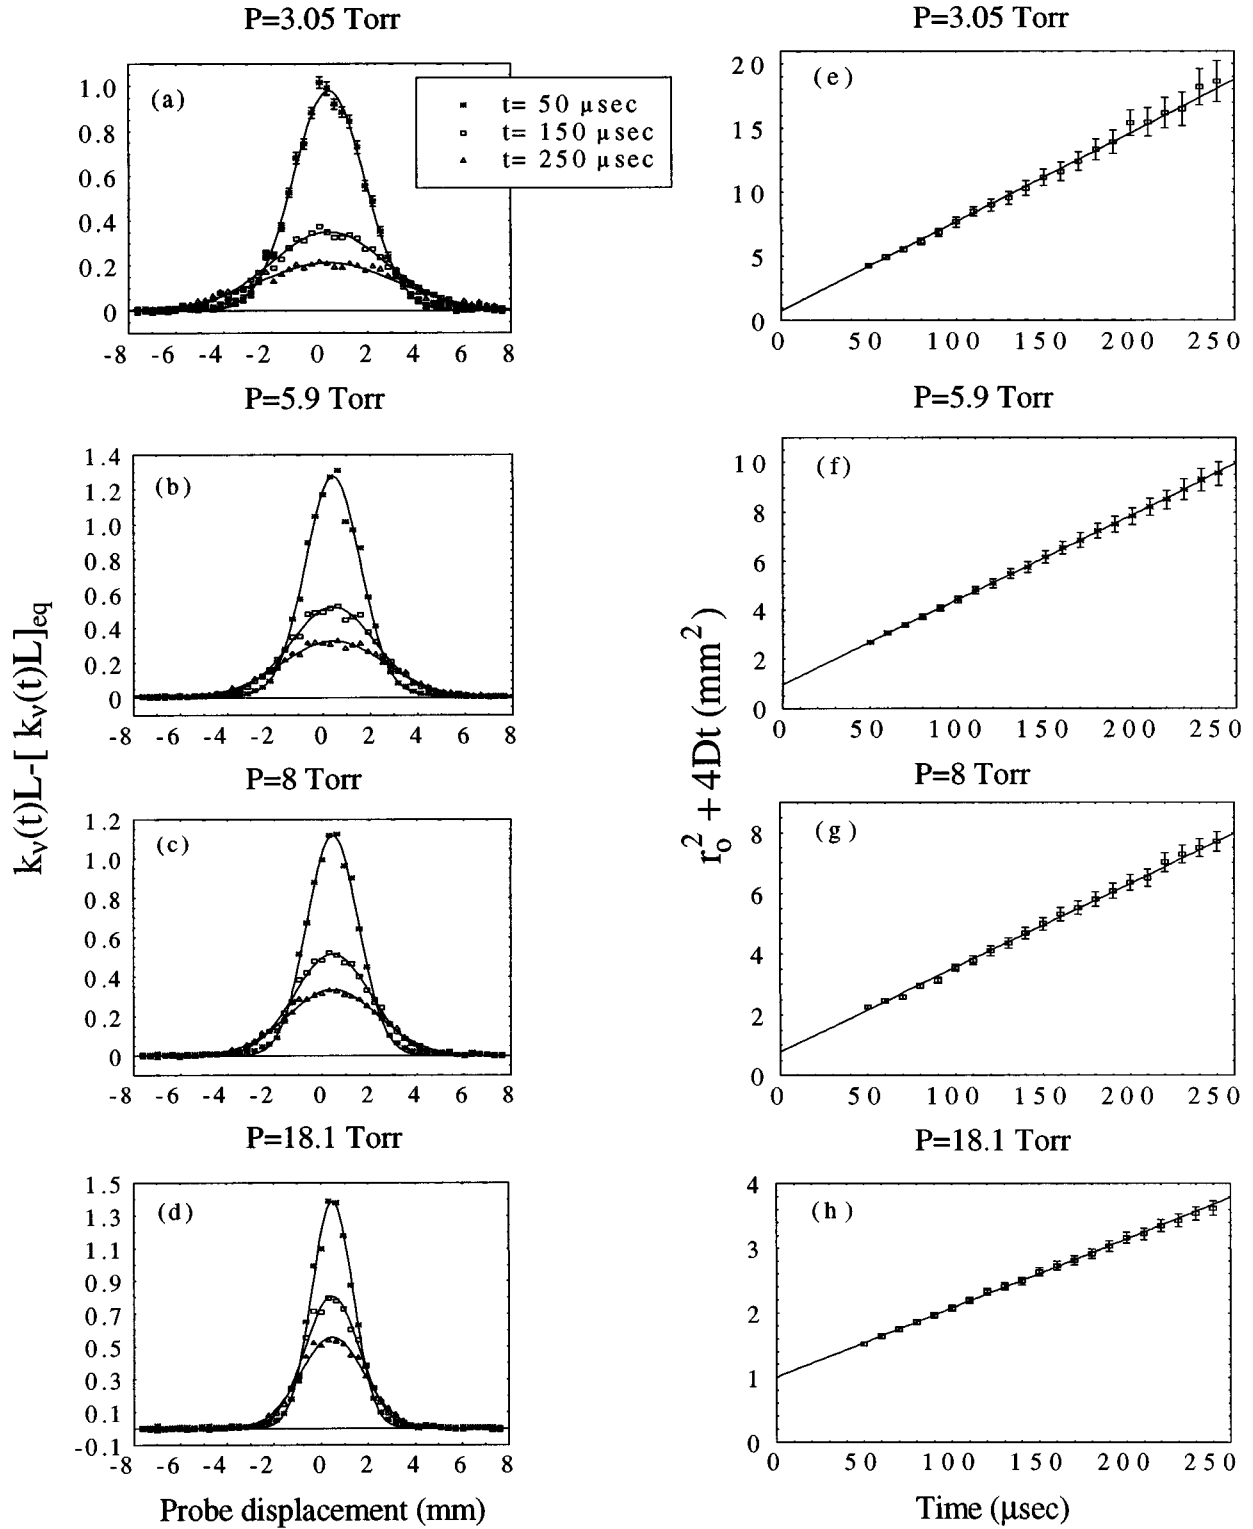 P=3.05 Torr
(a)
1.0
0.8
0.6
0.4
0.2
0
t= 50 µsec
t= 150 µsec
t= 250 µsec
-8 -6 -4 -2 0 2 4 6 8
P=5.9 Torr
(b)
1.4
1.2
1.0
0.8
0.6
0.4
0.2
0
-8 -6 -4 -2 0 2 4 6 8
P=8 Torr
(c)
1.2
1.0
0.8
0.6
0.4
0.2
0
-8 -6 -4 -2 0 2 4 6 8
P=18.1 Torr
(d)
1.5
1.3
1.1
0.9
0.7
0.5
0.3
0.1
-0.1
-8 -6 -4 -2 0 2 4 6 8
Probe displacement (mm)
kν(t)L-[ kν(t)L]eq
P=3.05 Torr
(e)
20
15
10
5
0
0 50 100 150 200 250
P=5.9 Torr
(f)
10
8
6
4
2
0
0 50 100 150 200 250
P=8 Torr
(g)
8
6
4
2
0
0 50 100 150 200 250
P=18.1 Torr
(h)
4
3
2
1
0
0 50 100 150 200 250
Time (µsec)
ro² + 4Dt (mm²)